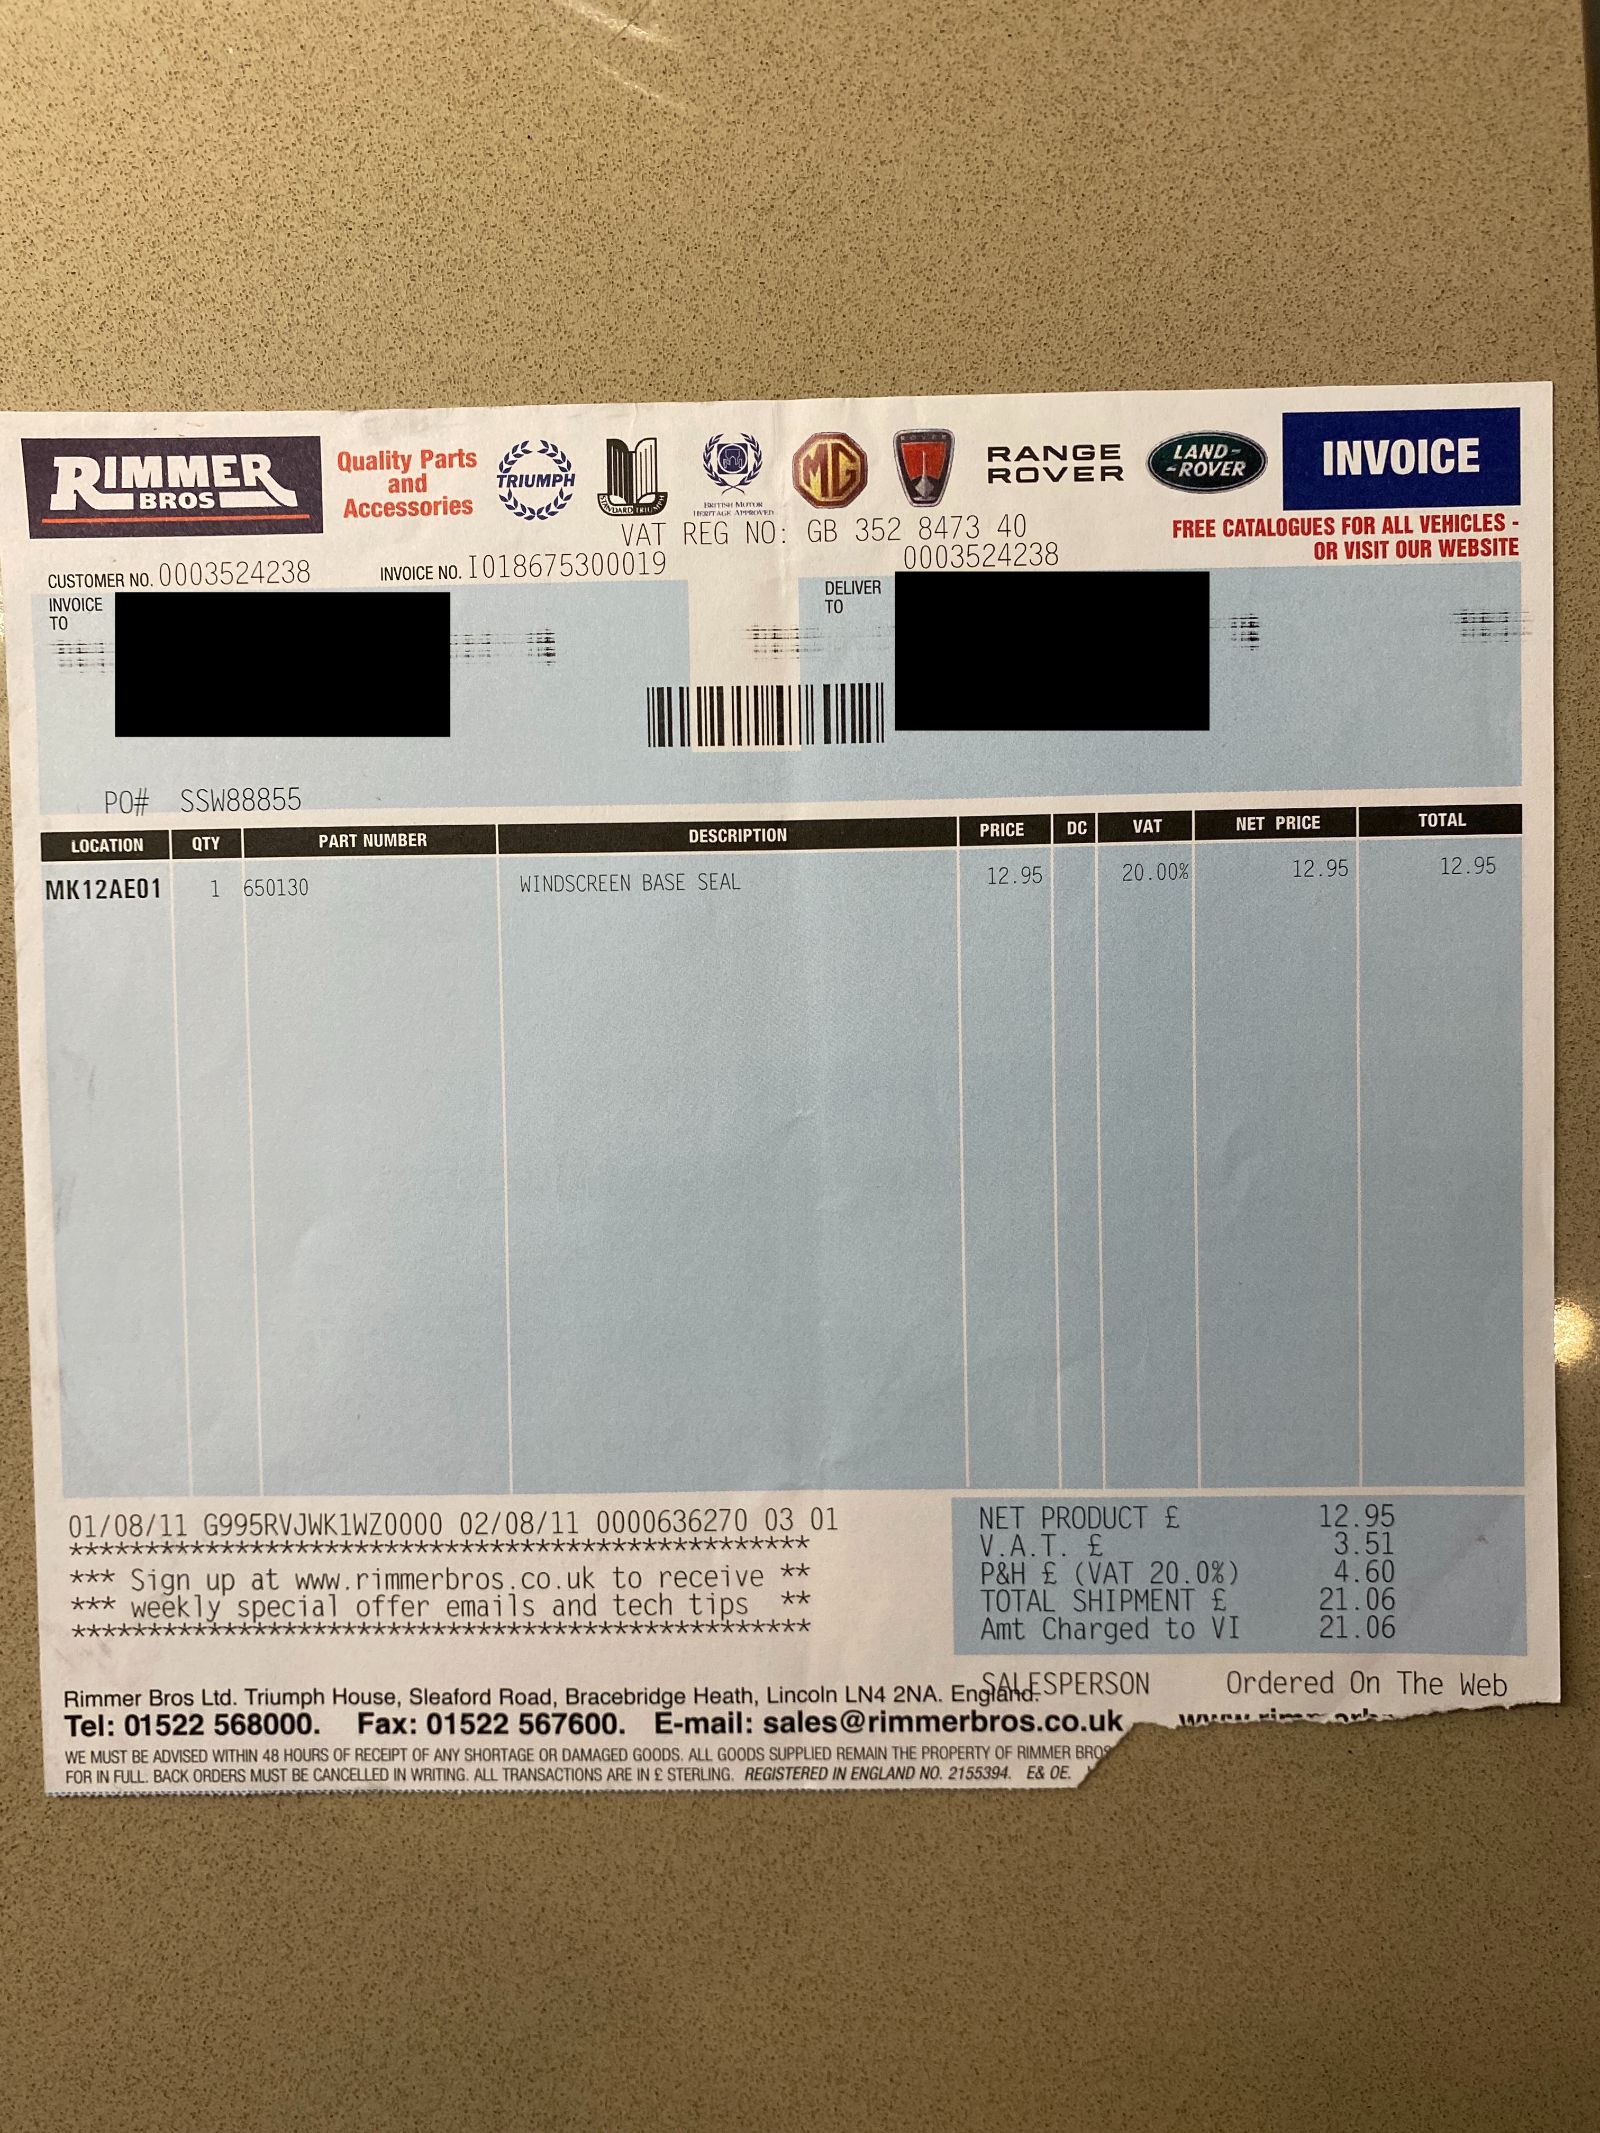 RIMMER BROS
Quality Parts
and
Accessories
TRIUMPH
STANDARD TRIUMPH
BRITISH MOTOR
HERITAGE APPROVED
MG
ROVER
RANGE
ROVER
LAND-
-ROVER
INVOICE
VAT REG NO: GB 352 8473 40
FREE CATALOGUES FOR ALL VEHICLES -
OR VISIT OUR WEBSITE
CUSTOMER NO. 0003524238 INVOICE NO. I018675300019 0003524238
INVOICE
TO
DELIVER
TO
PO# SSW88855
LOCATION QTY PART NUMBER DESCRIPTION PRICE DC VAT NET PRICE TOTAL
MK12AE01 1 650130 WINDSCREEN BASE SEAL 12.95 20.00% 12.95 12.95
01/08/11 G995RVJWK1WZ0000 02/08/11 0000636270 03 01
*************************************************
*** Sign up at www.rimmerbros.co.uk to receive **
*** weekly special offer emails and tech tips **
*************************************************
NET PRODUCT £ 12.95
V.A.T. £ 3.51
P&H £ (VAT 20.0%) 4.60
TOTAL SHIPMENT £ 21.06
Amt Charged to VI 21.06
SALESPERSON Ordered On The Web
Rimmer Bros Ltd. Triumph House, Sleaford Road, Bracebridge Heath, Lincoln LN4 2NA. England.
Tel: 01522 568000. Fax: 01522 567600. E-mail: sales@rimmerbros.co.uk
WE MUST BE ADVISED WITHIN 48 HOURS OF RECEIPT OF ANY SHORTAGE OR DAMAGED GOODS. ALL GOODS SUPPLIED REMAIN THE PROPERTY OF RIMMER BROS
FOR IN FULL. BACK ORDERS MUST BE CANCELLED IN WRITING. ALL TRANSACTIONS ARE IN £ STERLING. REGISTERED IN ENGLAND NO. 2155394. E& OE.